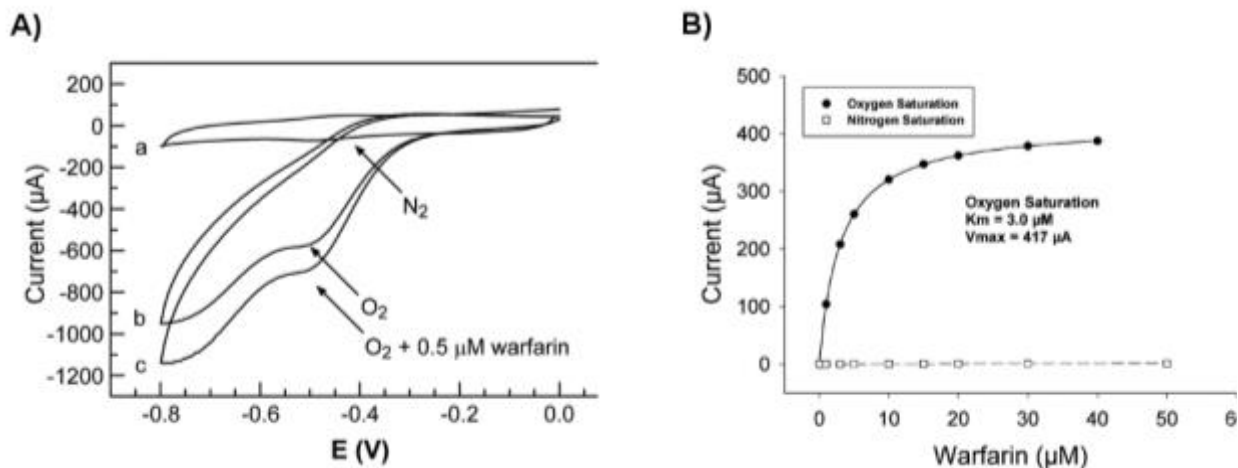 A)
200
0
-200
-400
-600
-800
-1000
-1200
Current (µA)
a
b
c
N2
O2
O2 + 0.5 µM warfarin
-0.8
-0.6
-0.4
-0.2
0.0
E (V)
B)
500
400
300
200
100
0
Current (µA)
Oxygen Saturation
Nitrogen Saturation
Oxygen Saturation
Km = 3.0 µM
Vmax = 417 µA
0
10
20
30
40
50
6
Warfarin (µM)